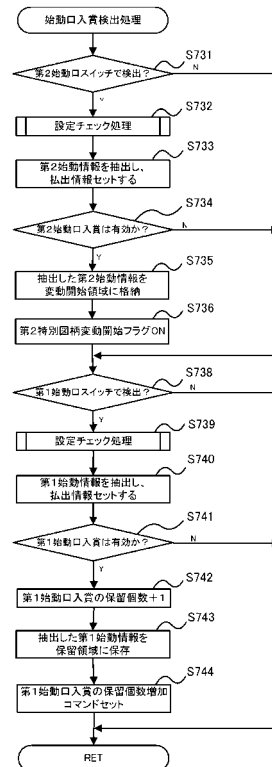 始動口入賞検出処理
S731
第2始動口スイッチで検出？
N
Y
S732
設定チェック処理
S733
第2始動情報を抽出し、
払出情報セットする
S734
第2始動口入賞は有効か？
N
Y
S735
抽出した第2始動情報を
変動開始領域に格納
S736
第2特別図柄変動開始フラグON
S738
第1始動口スイッチで検出？
N
Y
S739
設定チェック処理
S740
第1始動情報を抽出し、
払出情報セットする
S741
第1始動口入賞は有効か？
N
Y
S742
第1始動口入賞の保留個数＋1
S743
抽出した第1始動情報を
保留領域に保存
S744
第1始動口入賞の保留個数増加
コマンドセット
RET